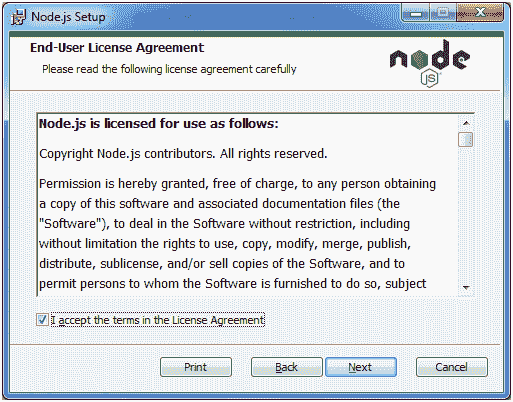 Node.js Setup
End-User License Agreement
Please read the following license agreement carefully
node
JS
Node.js is licensed for use as follows:
Copyright Node.js contributors. All rights reserved.
Permission is hereby granted, free of charge, to any person obtaining
a copy of this software and associated documentation files (the
"Software"), to deal in the Software without restriction, including
without limitation the rights to use, copy, modify, merge, publish,
distribute, sublicense, and/or sell copies of the Software, and to
permit persons to whom the Software is furnished to do so, subject
I accept the terms in the License Agreement
Print Back Next Cancel